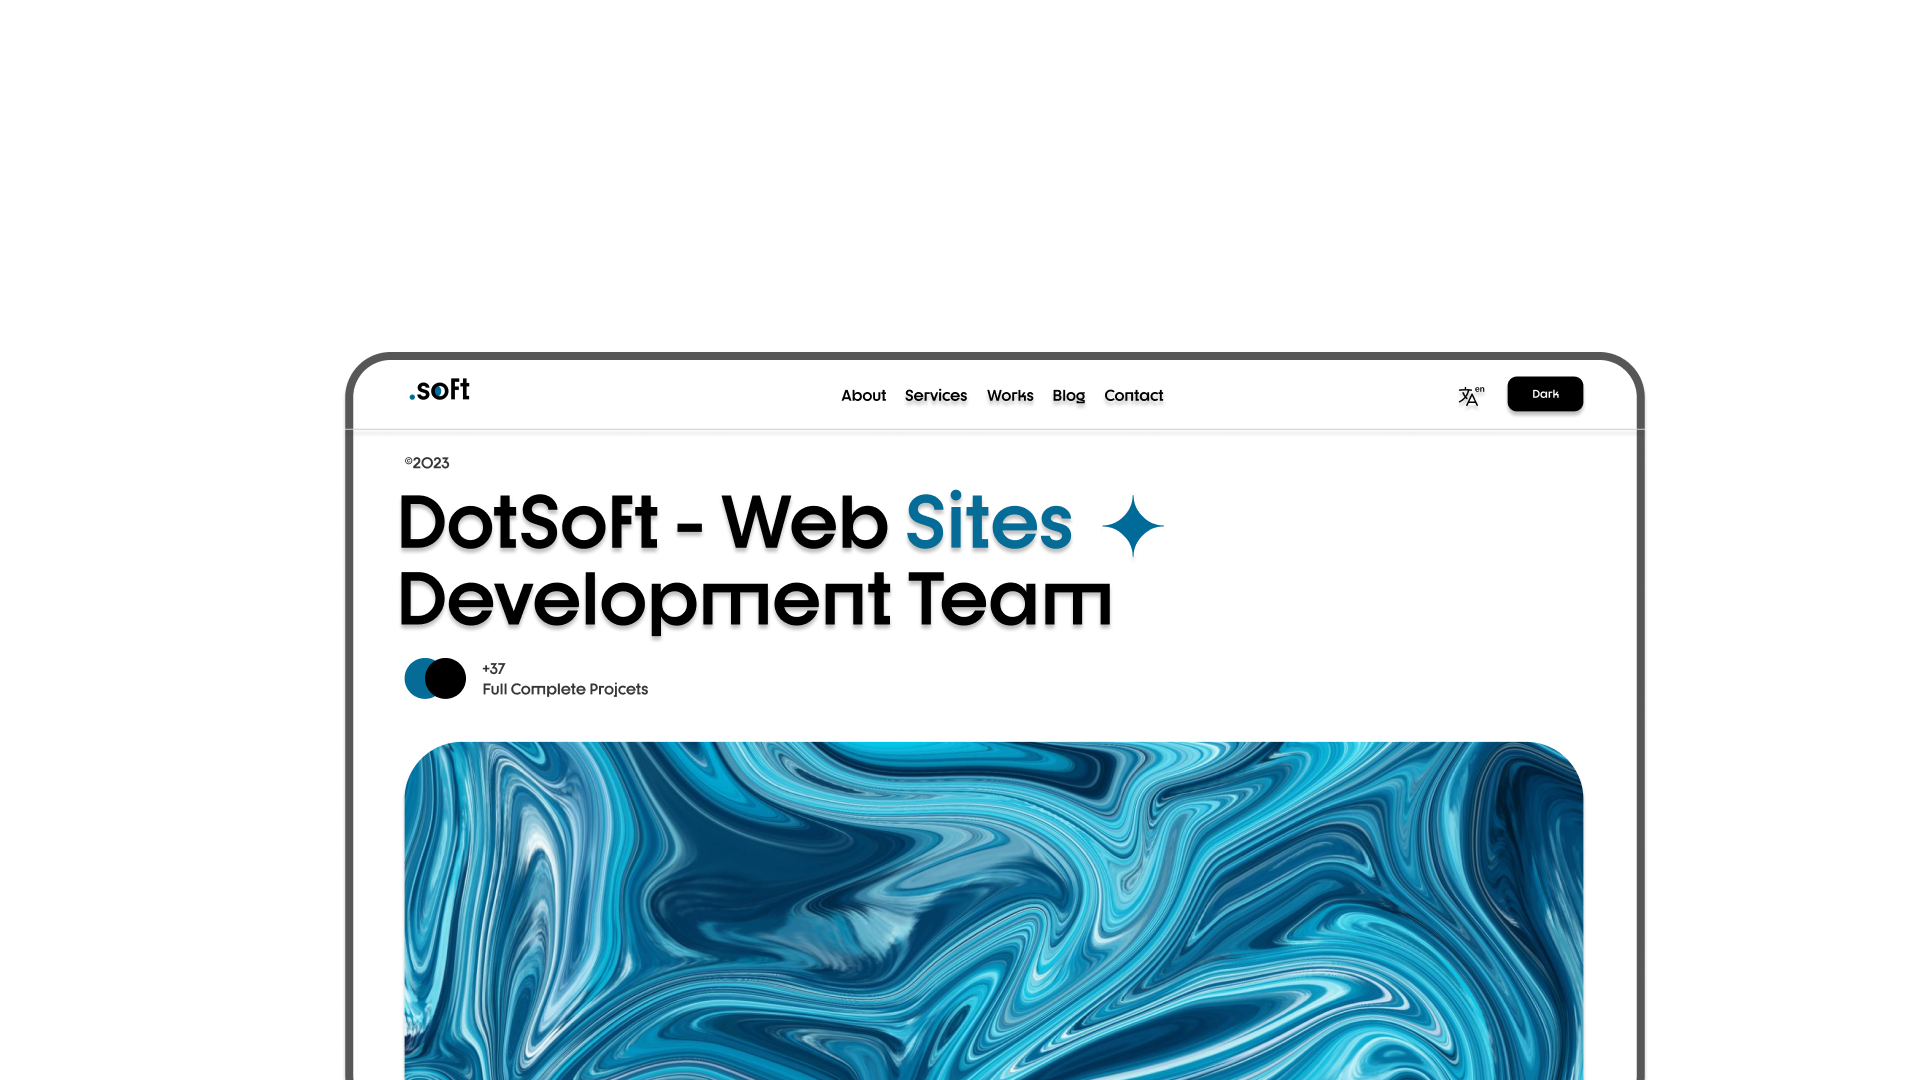 .soft
About Services Works Blog Contact
en
Dark
©2023
DotSoft - Web Sites
Development Team
+37
Full Complete Projcets